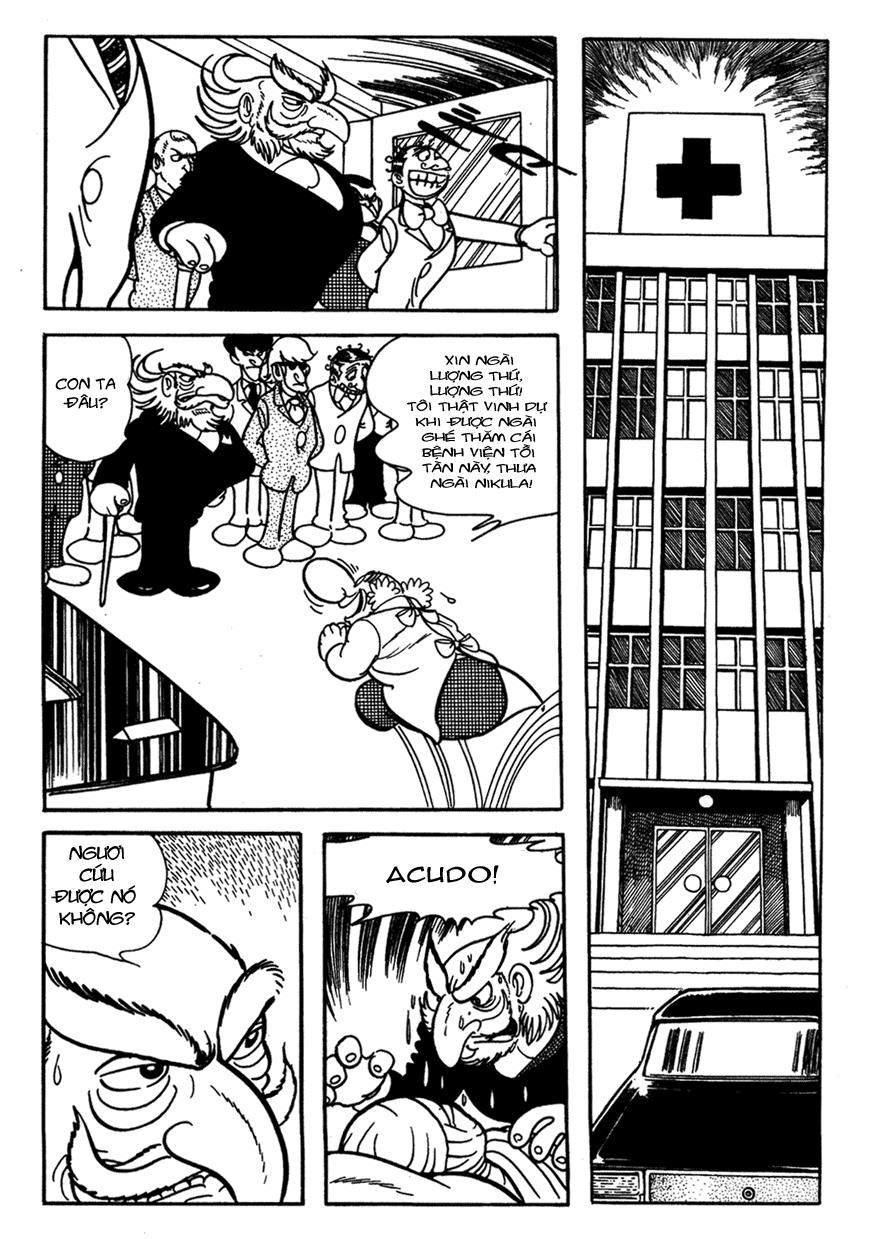 XIN NGÀI
LƯỢNG THỨ,
LƯỢNG THỨ!
TÔI THẬT VINH DỰ
KHI ĐƯỢC NGÀI
GHÉ THĂM CÁI
BỆNH VIỆN TỒI
TÀN NÀY, THƯA
NGÀI NIKULA!
CON TA
ĐÂU?
ACUDO!
NGƯƠI
CỨU
ĐƯỢC NÓ
KHÔNG?